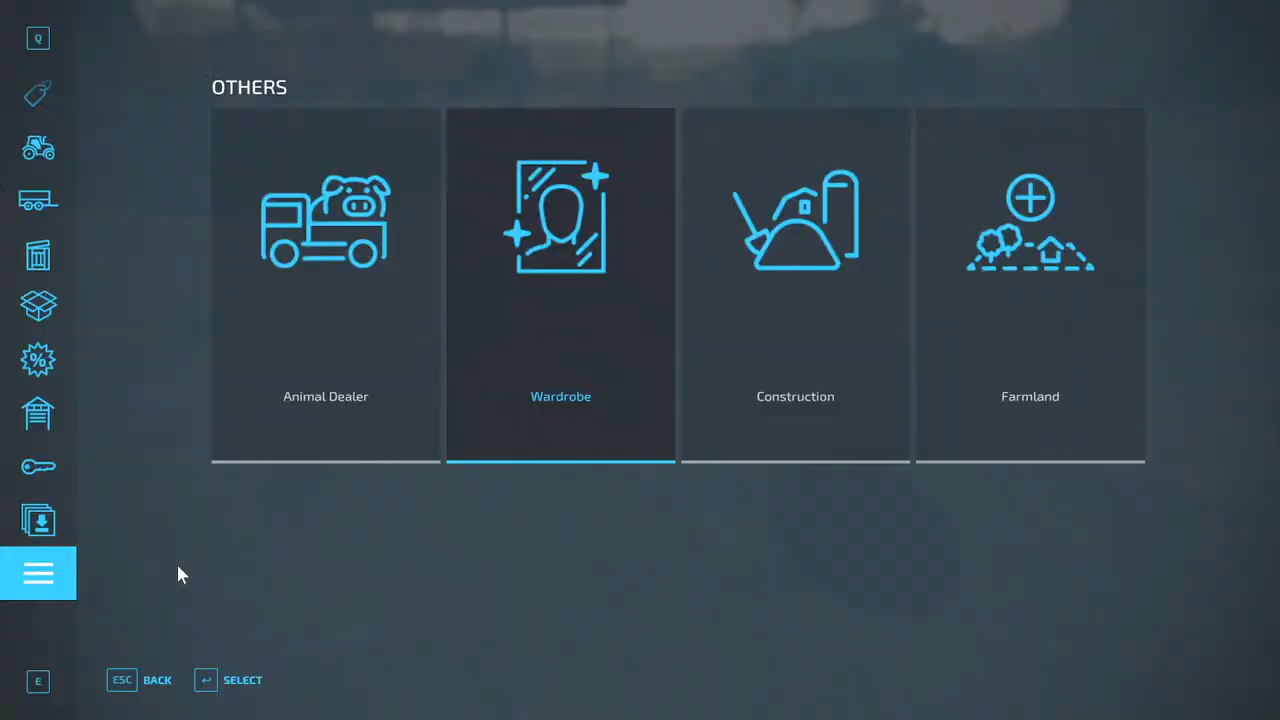 Q
OTHERS
Animal Dealer
Wardrobe
Construction
Farmland
%
E
ESC BACK ↵ SELECT